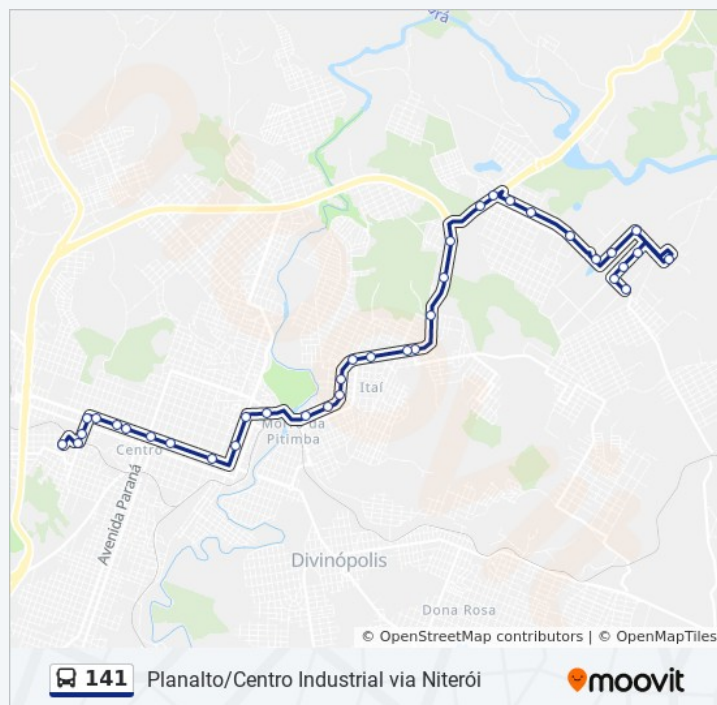 rá
Itaí
da
Pitimba
Centro
Avenida Paraná
Divinópolis
Dona Rosa
© OpenStreetMap contributors | © OpenMapTiles
141 Planalto/Centro Industrial via Niterói
moovit